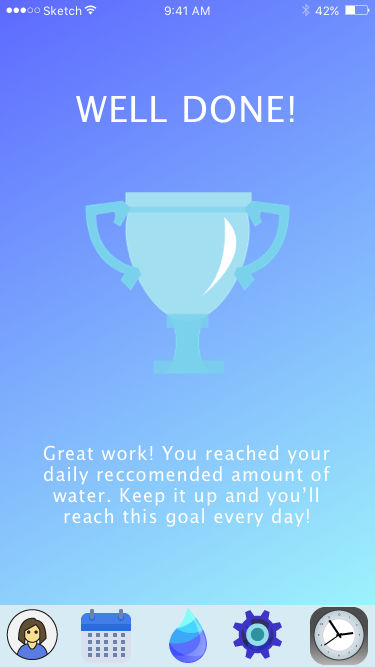 Sketch 9:41 AM 42%
WELL DONE!
Great work! You reached your
daily reccomended amount of
water. Keep it up and you'll
reach this goal every day!